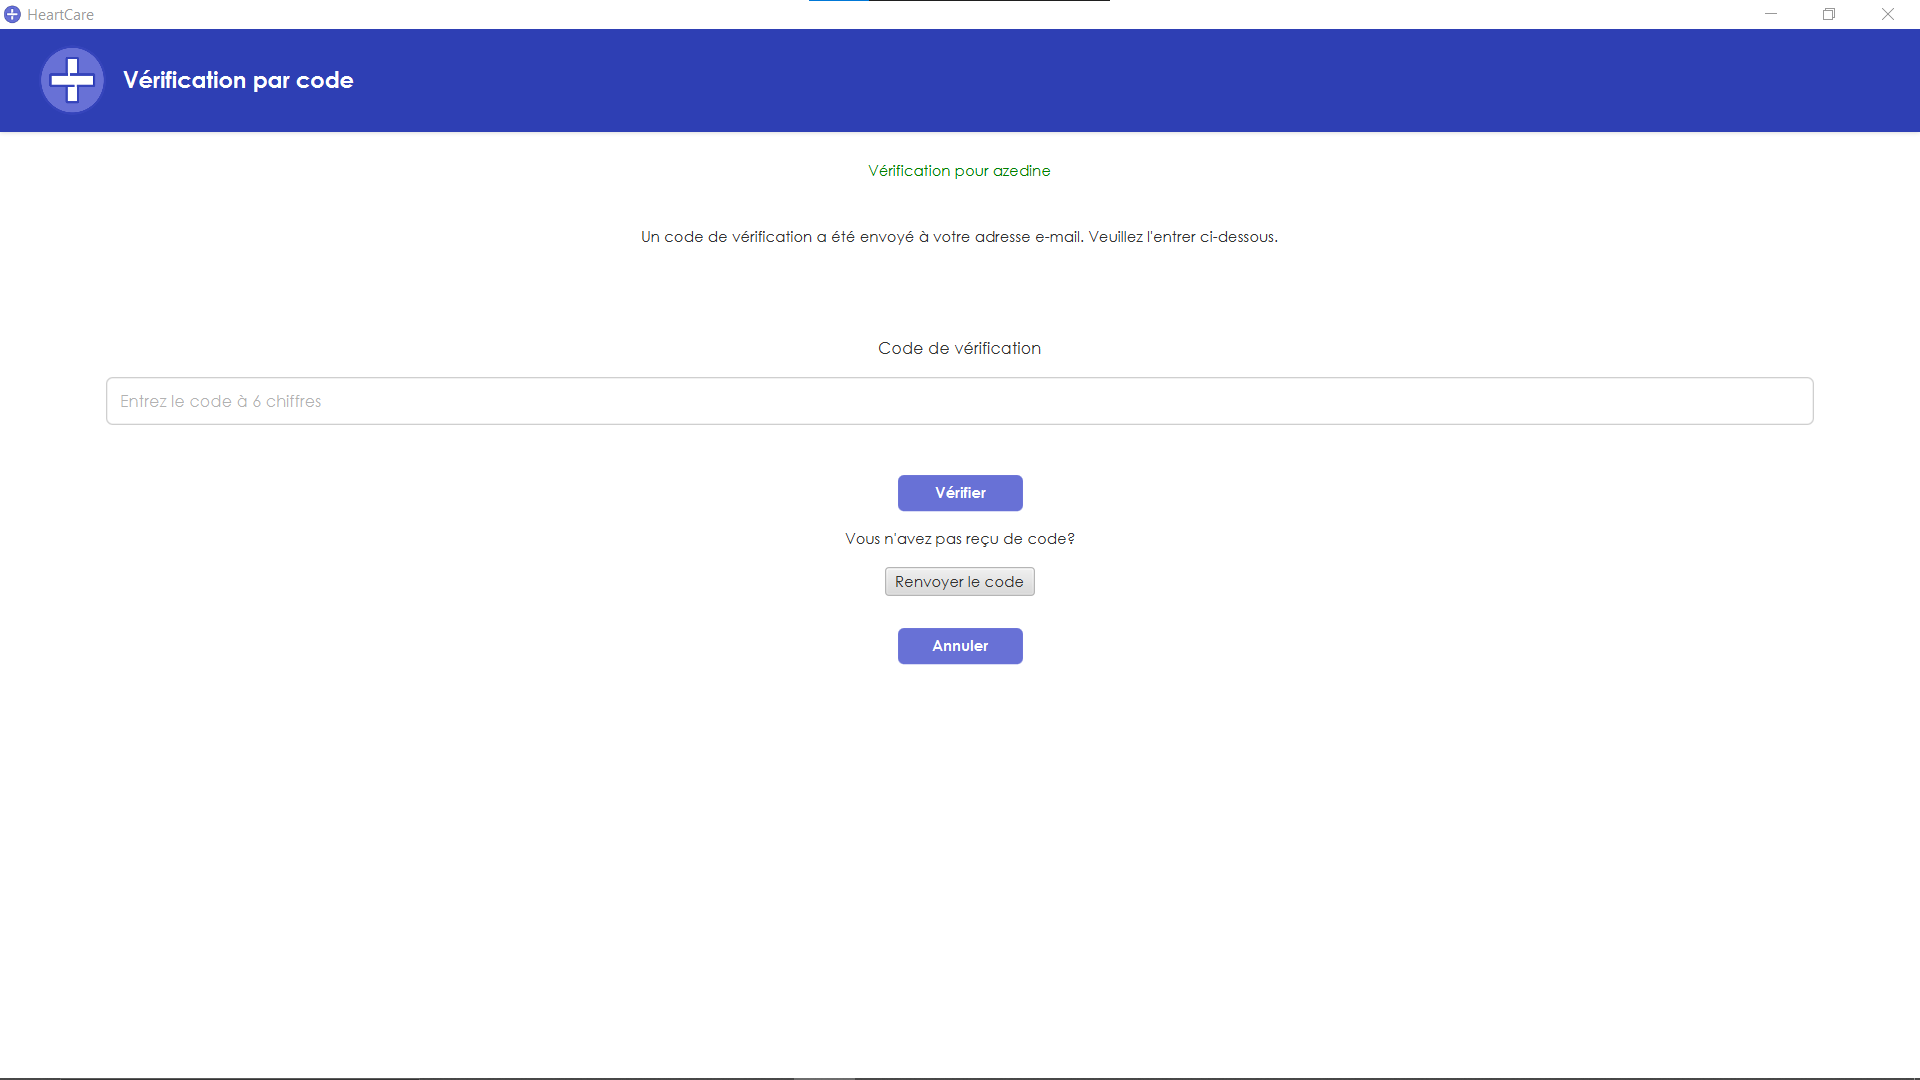 HeartCare
Vérification par code
Vérification pour azedine
Un code de vérification a été envoyé à votre adresse e-mail. Veuillez l'entrer ci-dessous.
Code de vérification
Entrez le code à 6 chiffres
Vérifier
Vous n'avez pas reçu de code?
Renvoyer le code
Annuler